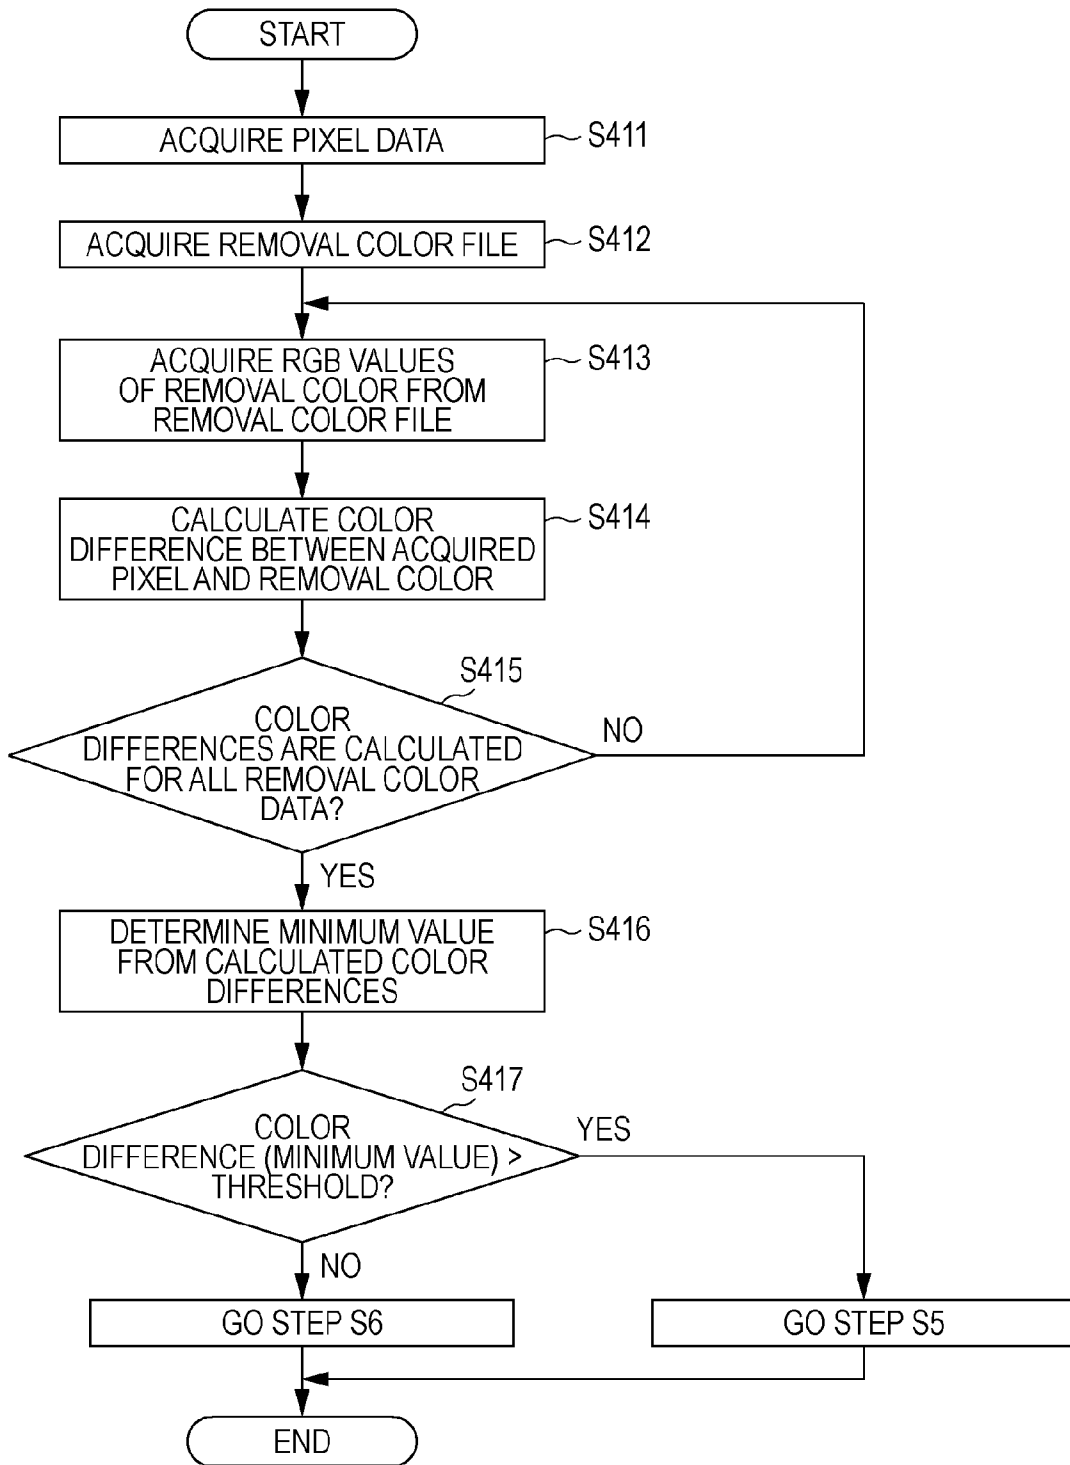 START
ACQUIRE PIXEL DATA
S411
ACQUIRE REMOVAL COLOR FILE
S412
ACQUIRE RGB VALUES
OF REMOVAL COLOR FROM
REMOVAL COLOR FILE
S413
CALCULATE COLOR
DIFFERENCE BETWEEN ACQUIRED
PIXEL AND REMOVAL COLOR
S414
S415
COLOR
DIFFERENCES ARE CALCULATED
FOR ALL REMOVAL COLOR
DATA?
NO
YES
DETERMINE MINIMUM VALUE
FROM CALCULATED COLOR
DIFFERENCES
S416
S417
COLOR
DIFFERENCE (MINIMUM VALUE) >
THRESHOLD?
YES
NO
GO STEP S6
GO STEP S5
END